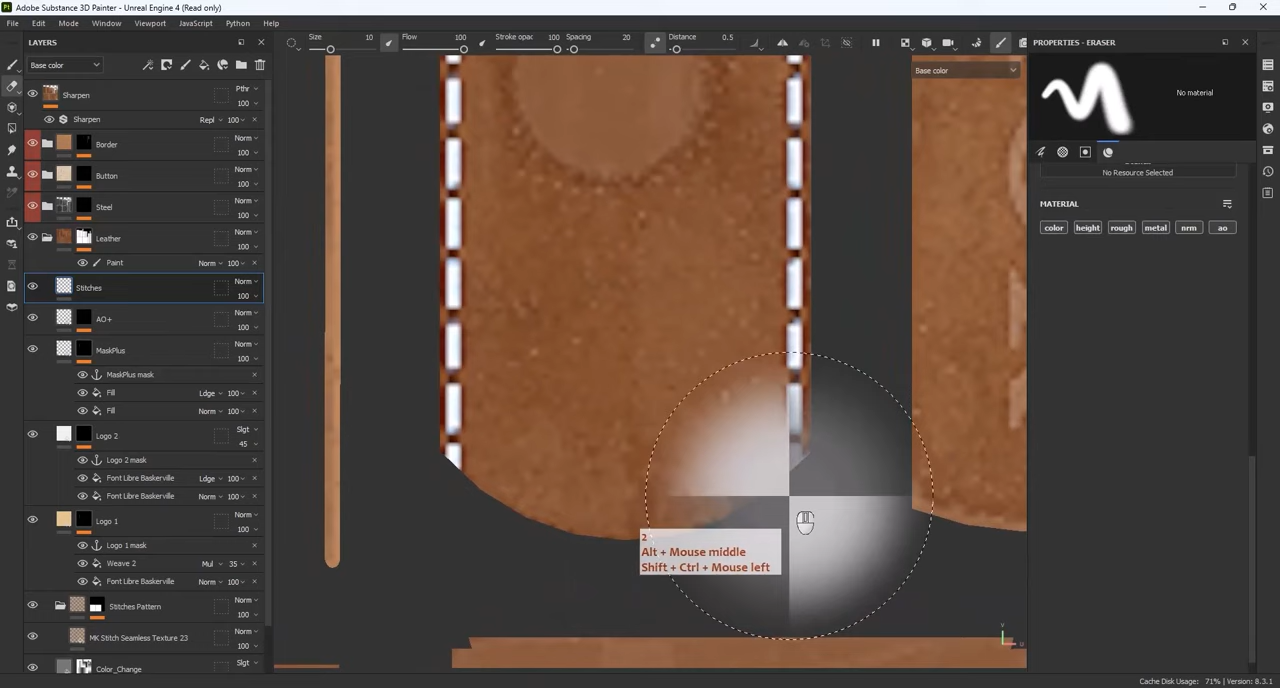 Adobe Substance 3D Painter - Unreal Engine 4 (Read only)
File Edit Mode Window Viewport JavaScript Python Help
LAYERS
Size 10 Flow 100 Stroke opa: 100 Spacing 20 Distance 0.5
PROPERTIES - ERASER
Base color
Base color
No material
Sharpen Pthr 100
Sharpen Repl 100
Border Norm 100
Button Norm 100
Steel Norm 100
Leather Norm 100
Paint Norm 100
Stitches Norm 100
AO+ Norm 100
MaskPlus Norm 100
MaskPlus mask
Fill Ldge 100
Fill Norm 100
Logo 2 Slgt 45
Logo 2 mask
Font Libre Baskerville Ldge 100
Font Libre Baskerville Norm 100
Logo 1 Norm 100
Logo 1 mask
Weave 2 Mul 35
Font Libre Baskerville Norm 100
Stitches Pattern Norm 100
MK Stitch Seamless Texture 23 Norm 100
Color_Change Slgt
No Resource Selected
MATERIAL
color height rough metal nrm ao
2
Alt + Mouse middle
Shift + Ctrl + Mouse left
V
U
Cache Disk Usage: 71% | Version: 8.3.1